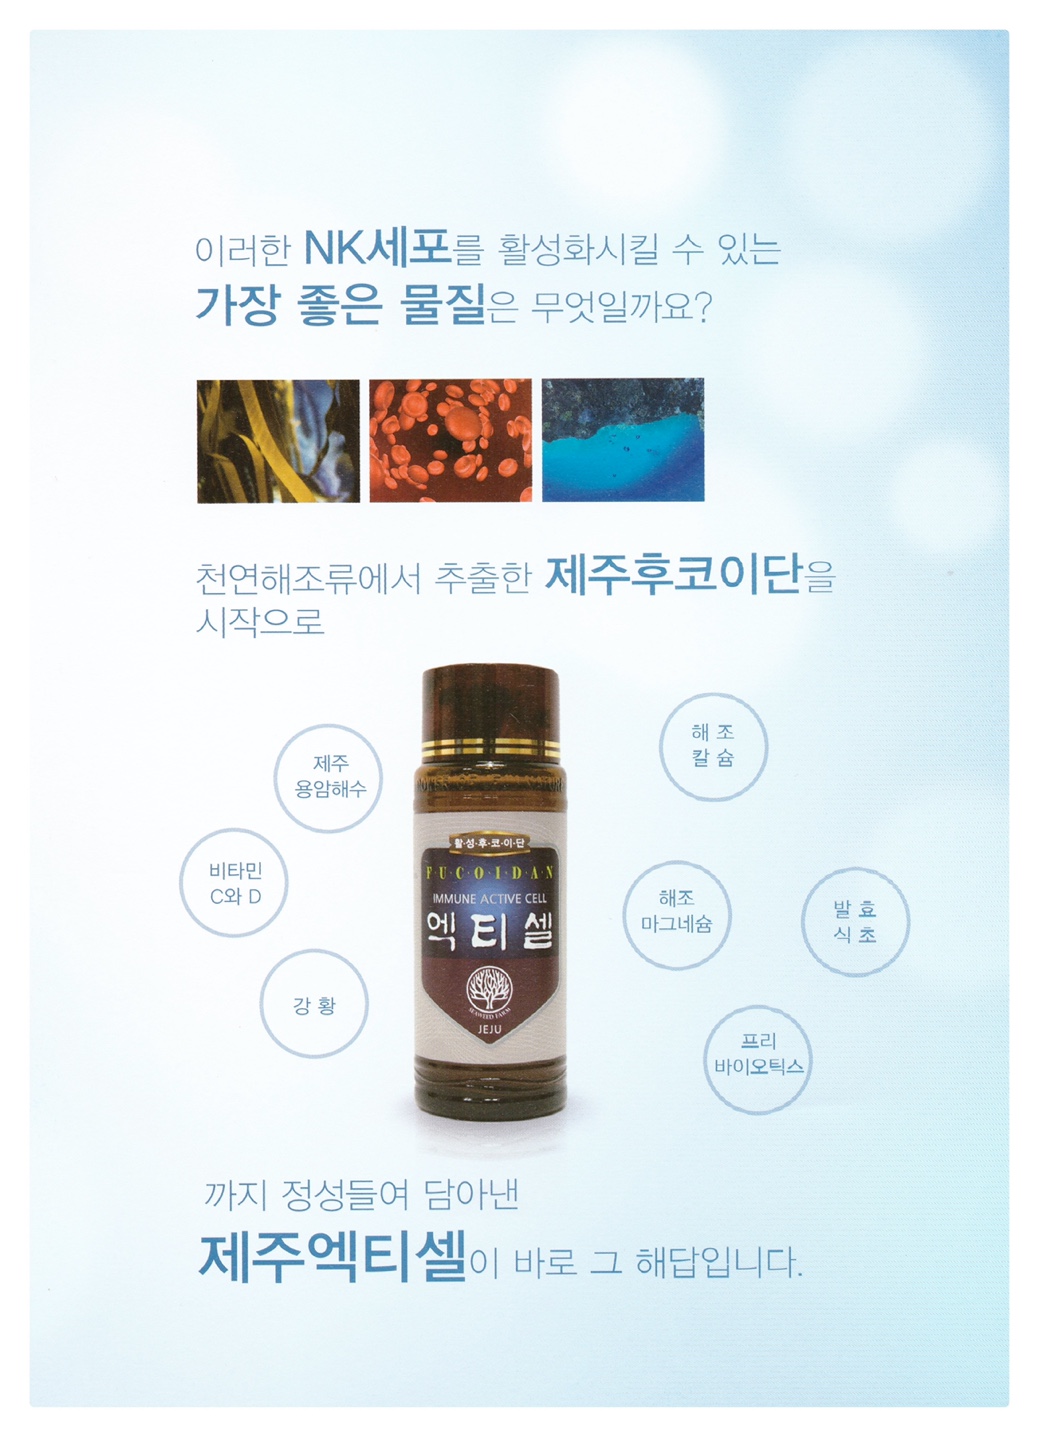 이러한 NK세포를 활성화시킬 수 있는
가장 좋은 물질은 무엇일까요?
천연해조류에서 추출한 제주후코이단을
시작으로
제주
용암해수
비타민
C와 D
강 황
해 조
칼 슘
해조
마그네슘
발 효
식 초
프리
바이오틱스
활·성·후·코·이·단
F·U·C·O·I·D·A·N
IMMUNE ACTIVE CELL
엑티셀
SEAWEED FARM
JEJU
까지 정성들여 담아낸
제주엑티셀이 바로 그 해답입니다.